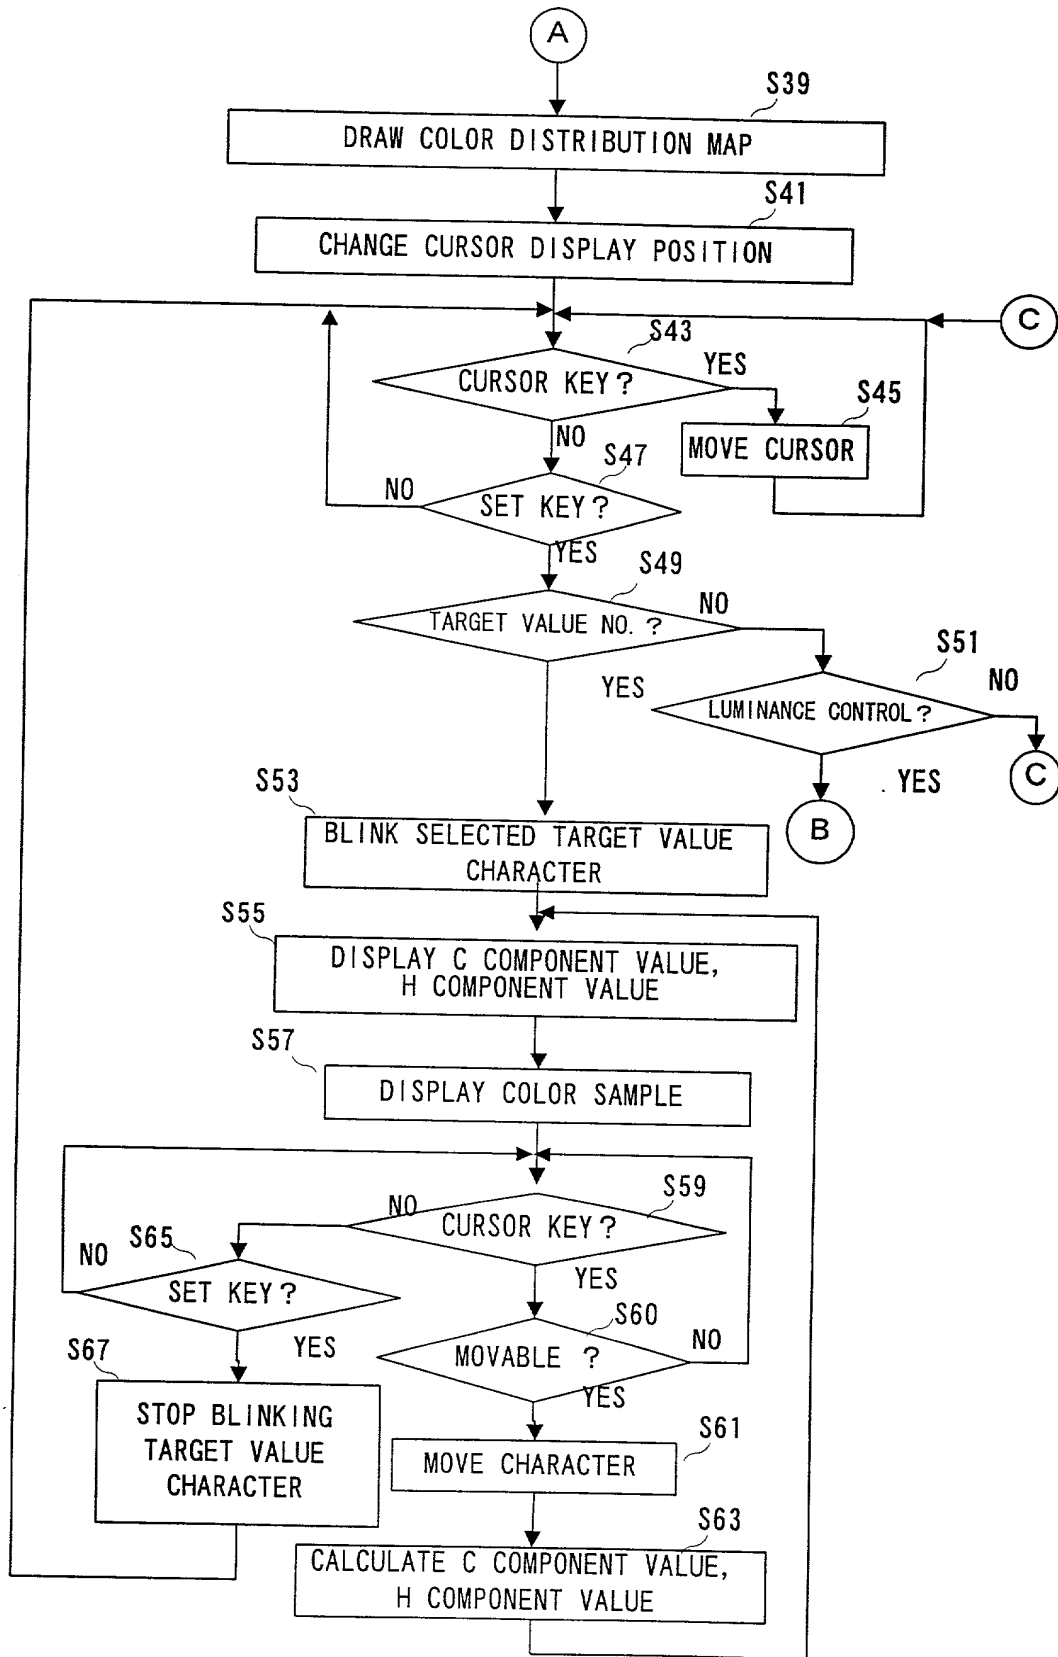 A
S39
DRAW COLOR DISTRIBUTION MAP
S41
CHANGE CURSOR DISPLAY POSITION
C
S43
CURSOR KEY?
YES
S45
MOVE CURSOR
NO
S47
NO
SET KEY?
YES
S49
TARGET VALUE NO. ?
NO
S51
YES
LUMINANCE CONTROL?
NO
C
YES
B
S53
BLINK SELECTED TARGET VALUE
CHARACTER
S55
DISPLAY C COMPONENT VALUE,
H COMPONENT VALUE
S57
DISPLAY COLOR SAMPLE
S59
NO
CURSOR KEY?
S65
NO
SET KEY?
YES
S60
YES
MOVABLE ?
NO
S67
YES
STOP BLINKING
TARGET VALUE
CHARACTER
S61
MOVE CHARACTER
S63
CALCULATE C COMPONENT VALUE,
H COMPONENT VALUE